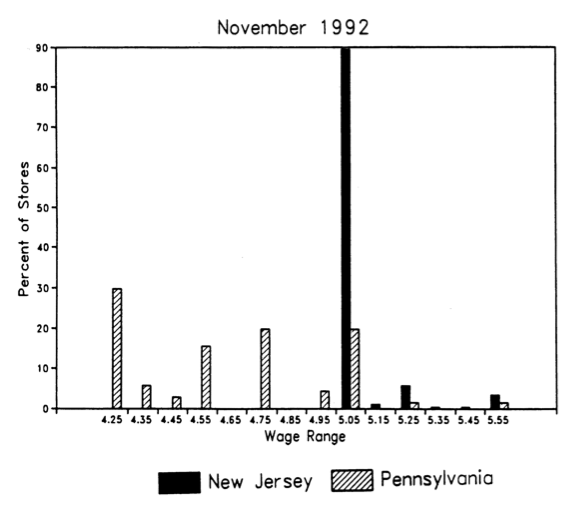 November 1992
90
80
70
60
50
40
30
20
10
0
Percent of Stores
4.25 4.35 4.45 4.55 4.65 4.75 4.85 4.95 5.05 5.15 5.25 5.35 5.45 5.55
Wage Range
New Jersey Pennsylvania